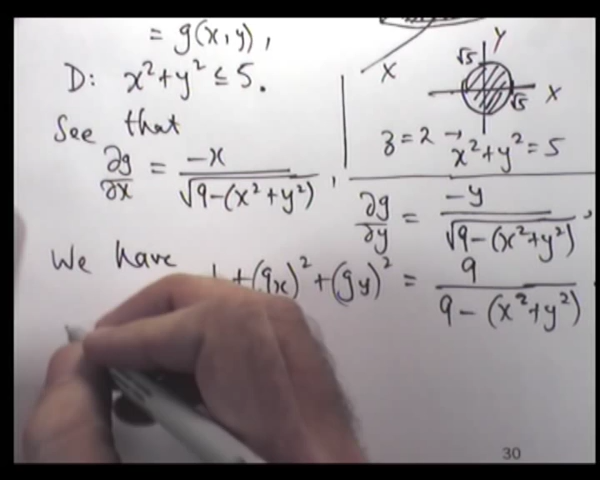 = g(x,y),
D: x² + y² ≤ 5.
See that
∂g/∂x = -x/√9-(x²+y²) ,
Y
√5
√5
X
X
z = 2 → x² + y² = 5
∂g/∂y = -y/√9-(x²+y²) ,
We have
1 + (gx)² + (gy)² = 9/9-(x²+y²)
30